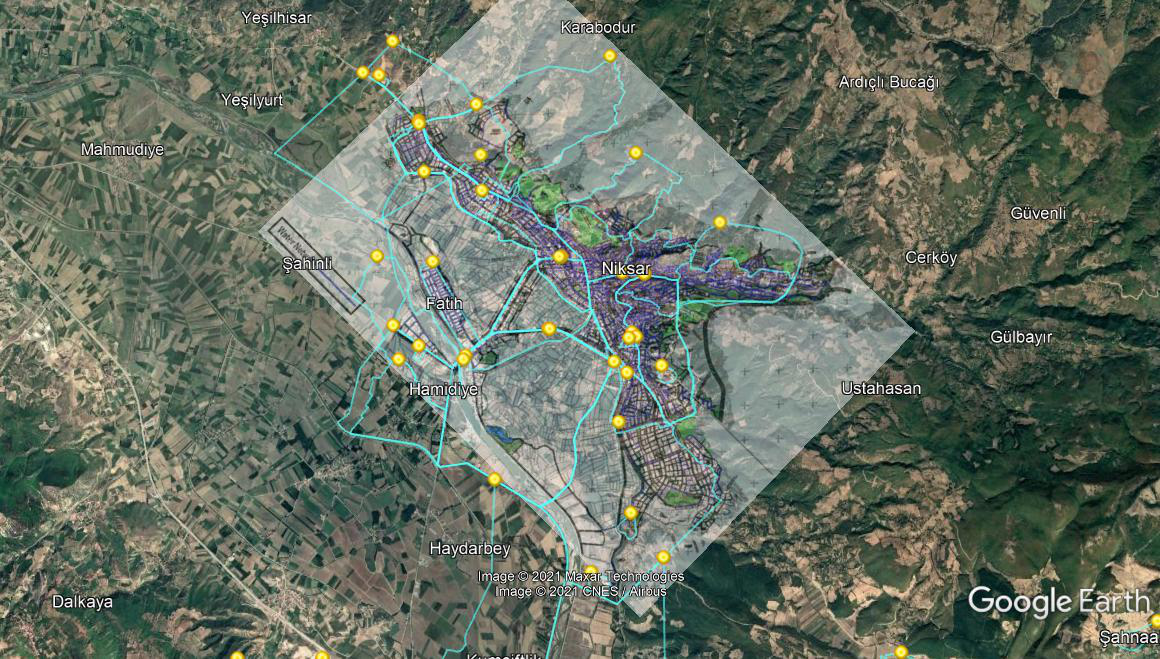 Yeşilhisar
Karabodur
Ardıçlı Bucağı
Yeşilyurt
Mahmudiye
Güvenli
Şahinli
Niksar
Cerköy
Fatih
Gülbayır
Hamidiye
Ustahasan
Haydarbey
Image © 2021 Maxar Technologies
Image © 2021 CNES / Airbus
Dalkaya
Google Earth
Şahnaa